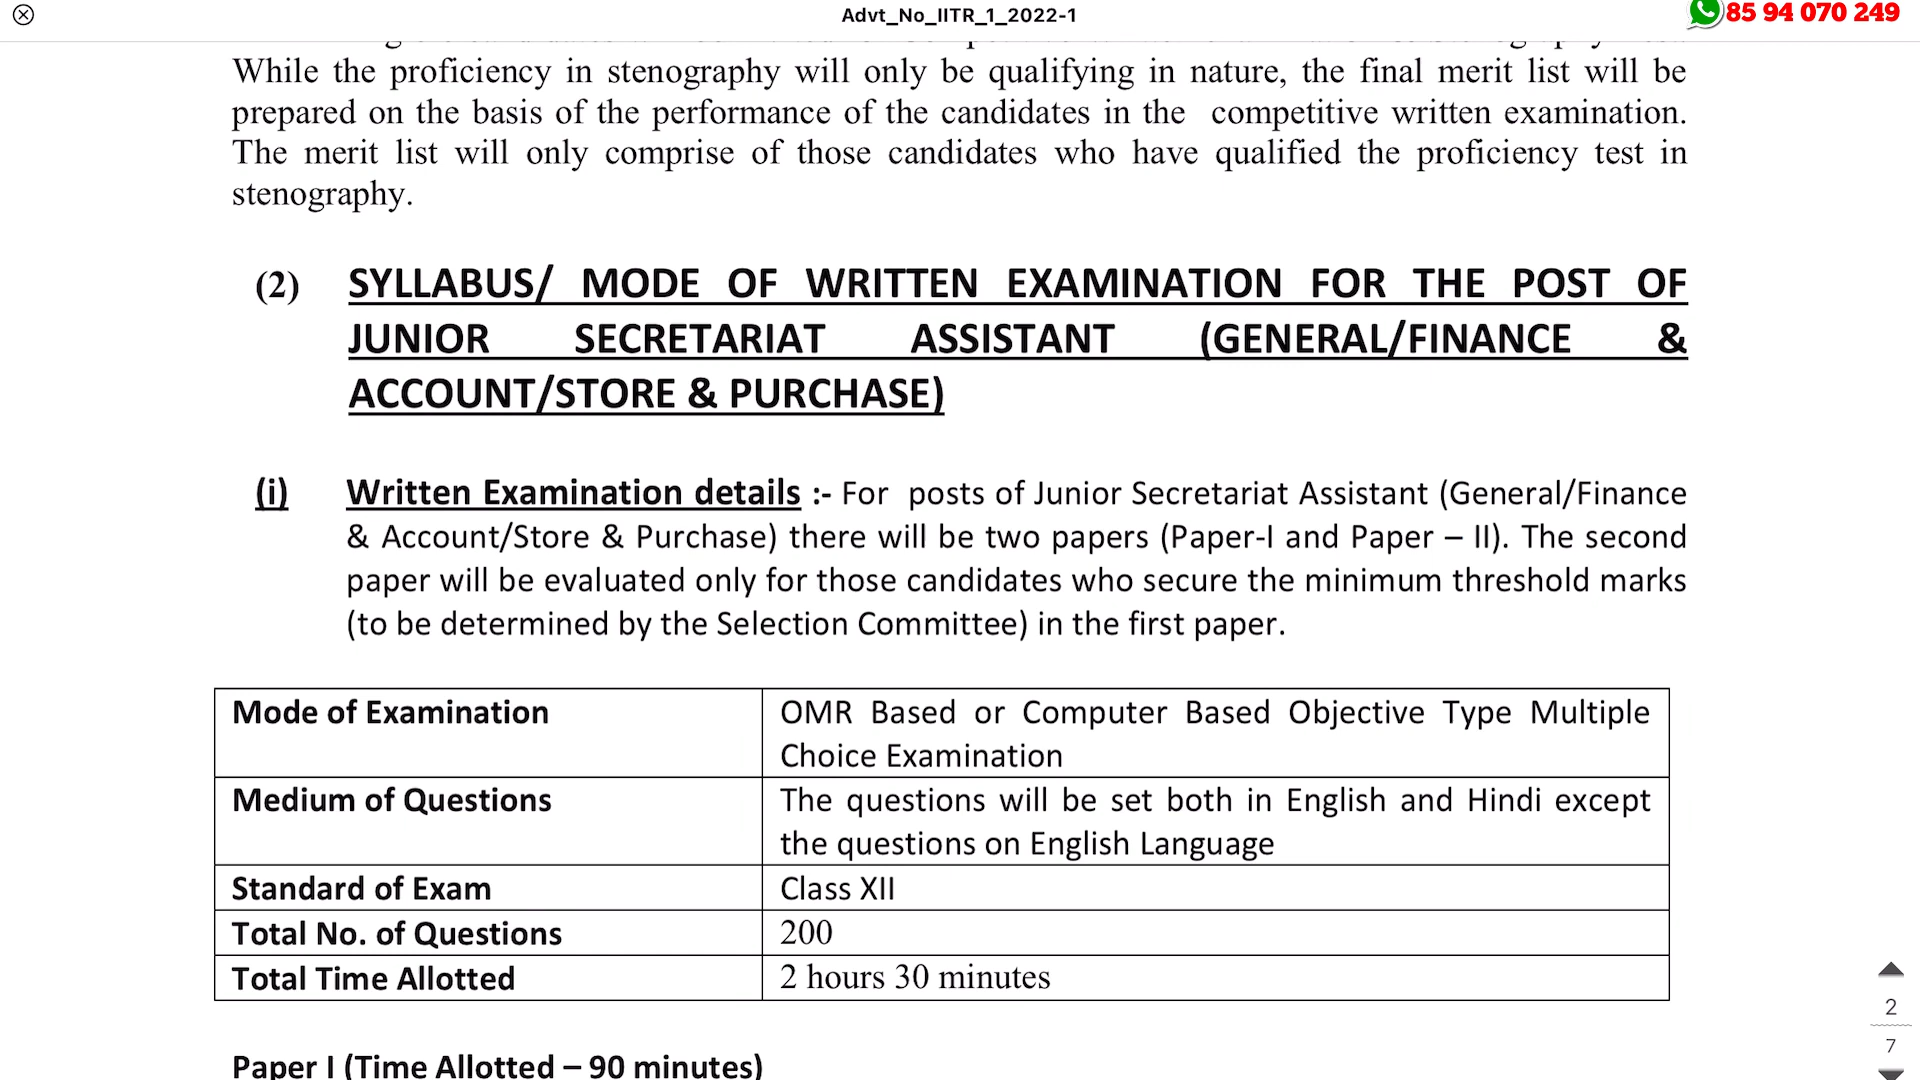 Advt_No_IITR_1_2022-1
85 94 070 249
While the proficiency in stenography will only be qualifying in nature, the final merit list will be
prepared on the basis of the performance of the candidates in the competitive written examination.
The merit list will only comprise of those candidates who have qualified the proficiency test in
stenography.
(2) SYLLABUS/ MODE OF WRITTEN EXAMINATION FOR THE POST OF
JUNIOR SECRETARIAT ASSISTANT (GENERAL/FINANCE &
ACCOUNT/STORE & PURCHASE)
(i) Written Examination details :- For posts of Junior Secretariat Assistant (General/Finance
& Account/Store & Purchase) there will be two papers (Paper-I and Paper – II). The second
paper will be evaluated only for those candidates who secure the minimum threshold marks
(to be determined by the Selection Committee) in the first paper.
Mode of Examination OMR Based or Computer Based Objective Type Multiple
Choice Examination
Medium of Questions The questions will be set both in English and Hindi except
the questions on English Language
Standard of Exam Class XII
Total No. of Questions 200
Total Time Allotted 2 hours 30 minutes
Paper I (Time Allotted – 90 minutes)
2
7